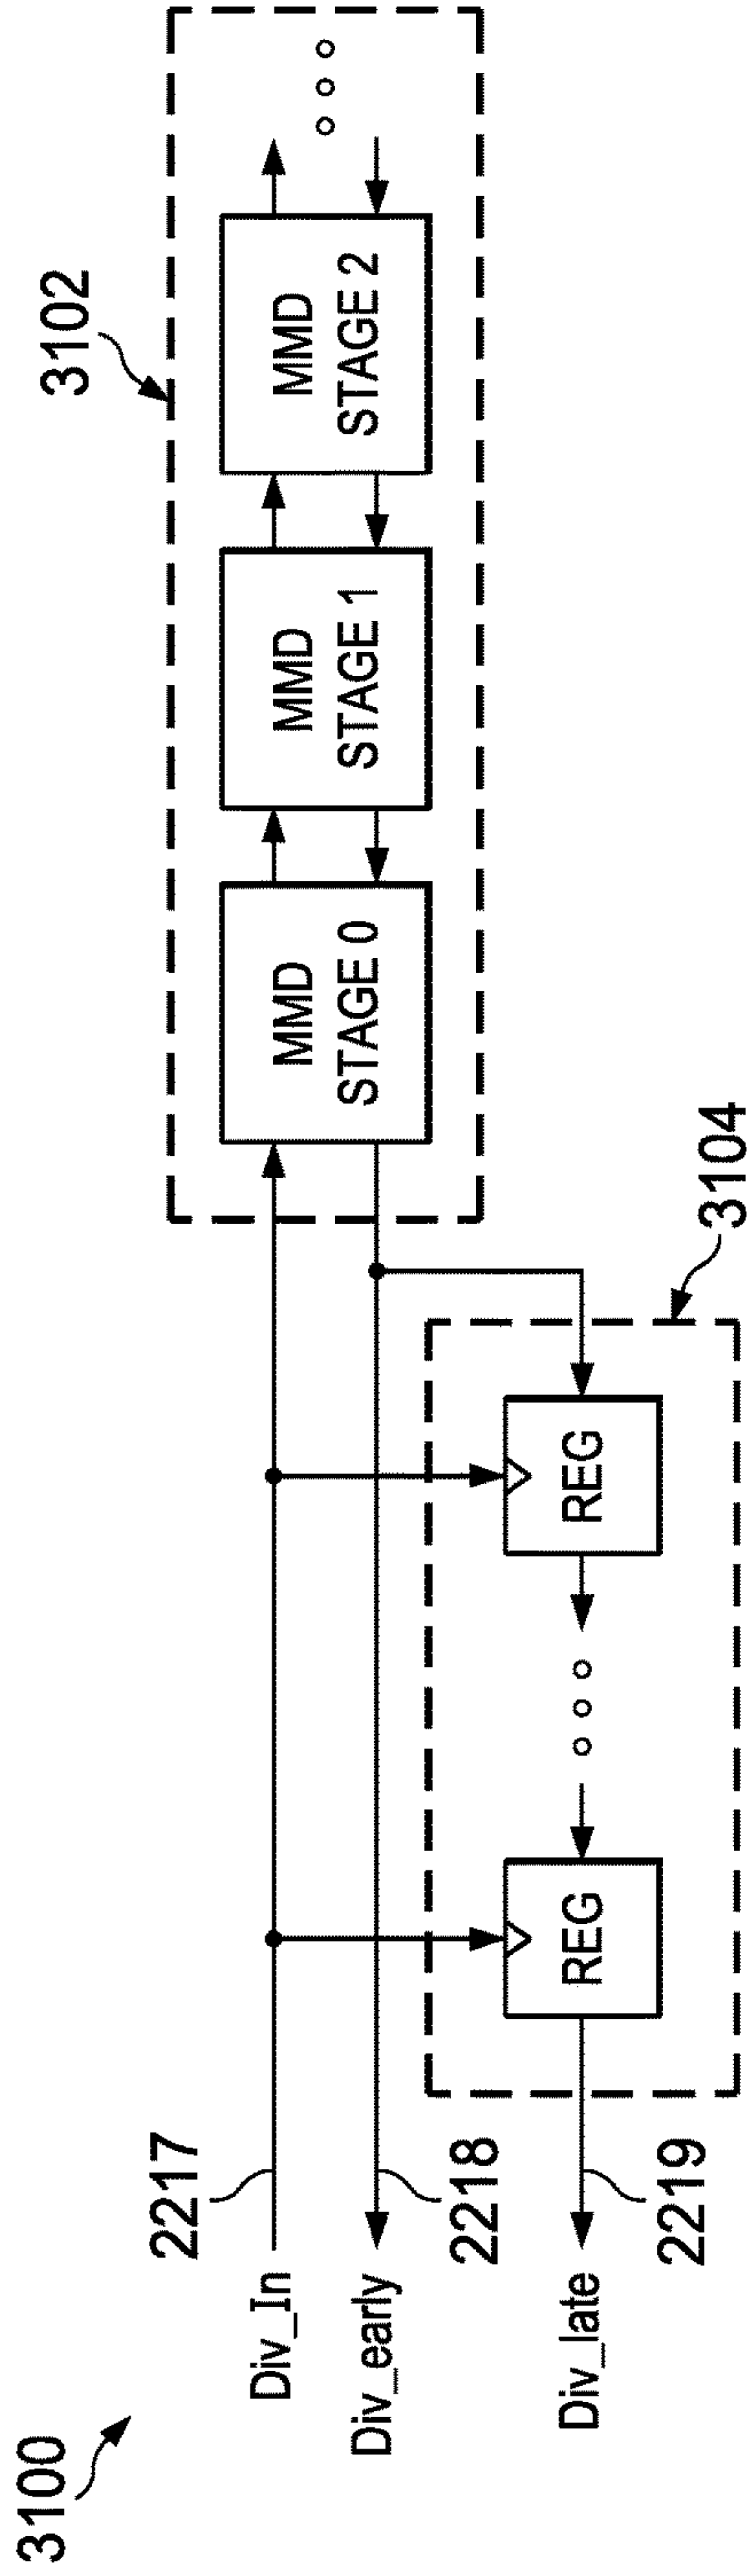 3100
3102
MMD
STAGE 0
MMD
STAGE 1
MMD
STAGE 2
Div_In
2217
Div_early
2218
Div_late
2219
REG
REG
3104